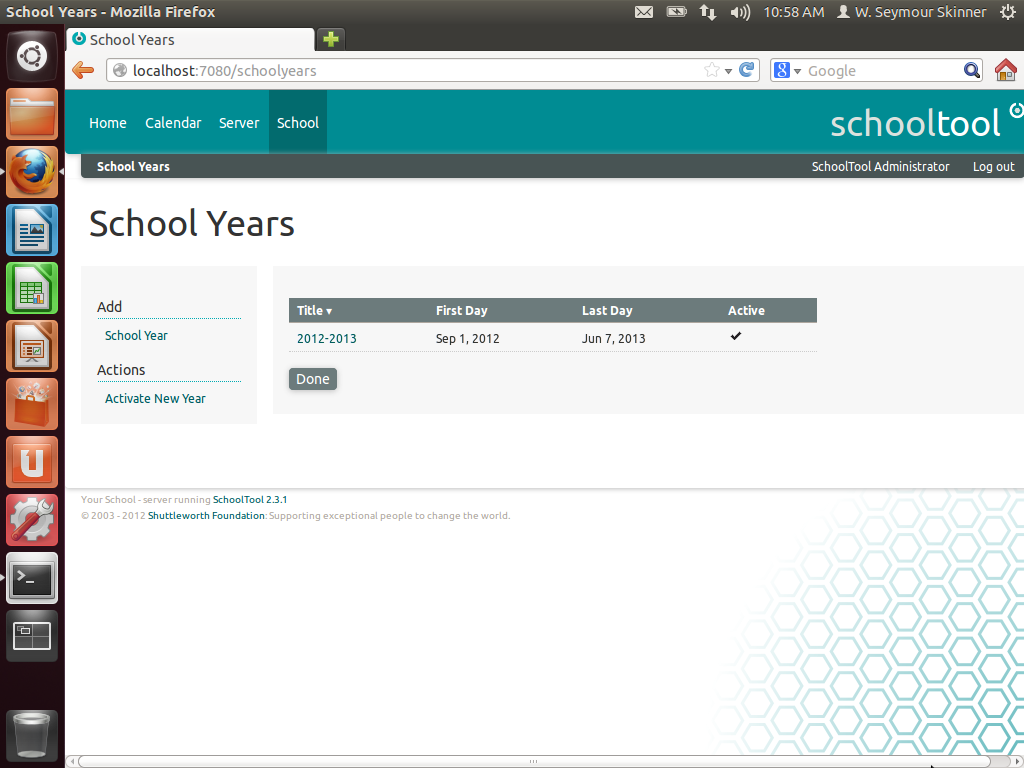 School Years - Mozilla Firefox
10:58 AM W. Seymour Skinner
School Years
localhost:7080/schoolyears
Google
Home Calendar Server School
schooltool
School Years
SchoolTool Administrator Log out
School Years
Add
School Year
Actions
Activate New Year
Title ▾ First Day Last Day Active
2012-2013 Sep 1, 2012 Jun 7, 2013 ✔
Done
Your School - server running SchoolTool 2.3.1
© 2003 - 2012 Shuttleworth Foundation: Supporting exceptional people to change the world.